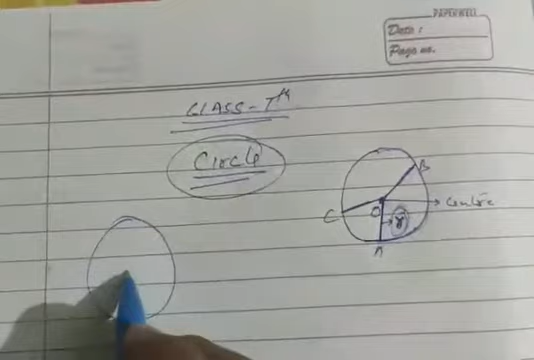 PAPERWELL
Date :
Page no.
CLASS - 7th
Circle
B
C
O
centre
r
A